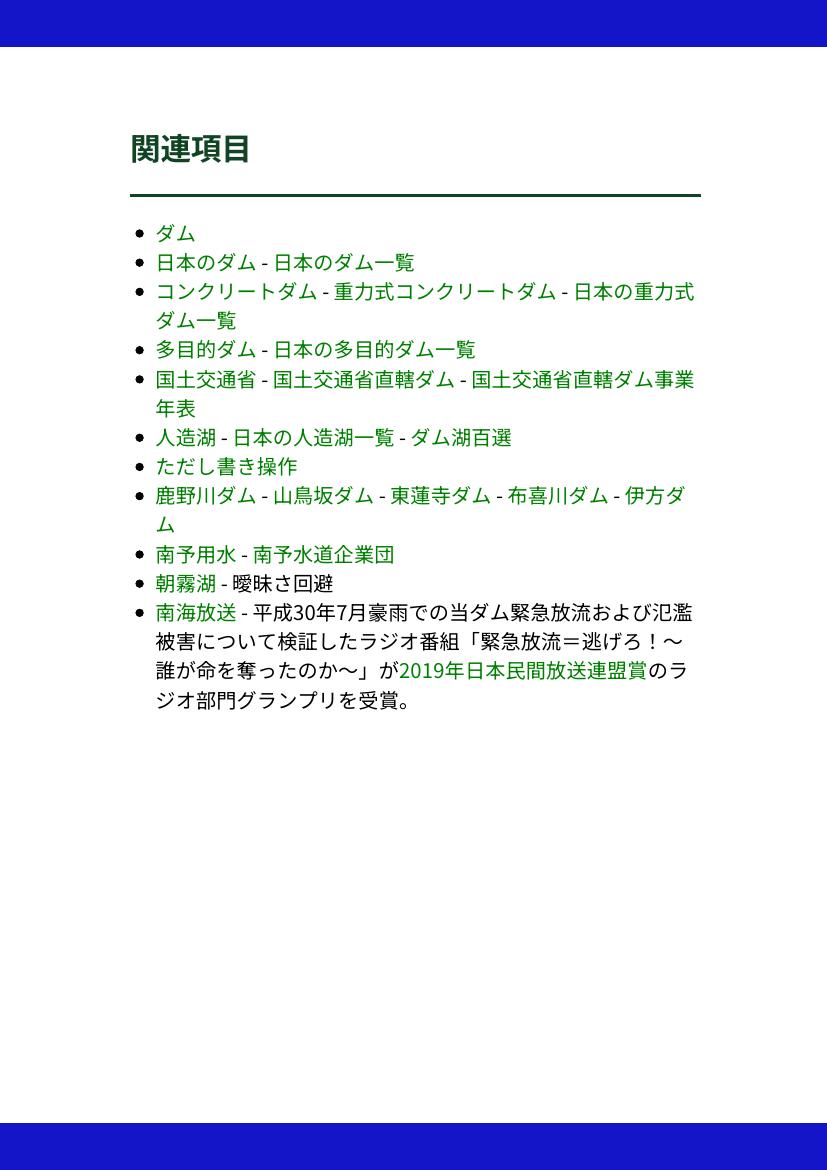 関連項目
ダム
日本のダム - 日本のダム一覧
コンクリートダム - 重力式コンクリートダム - 日本の重力式
ダム一覧
多目的ダム - 日本の多目的ダム一覧
国土交通省 - 国土交通省直轄ダム - 国土交通省直轄ダム事業
年表
人造湖 - 日本の人造湖一覧 - ダム湖百選
ただし書き操作
鹿野川ダム - 山鳥坂ダム - 東蓮寺ダム - 布喜川ダム - 伊方ダ
ム
南予用水 - 南予水道企業団
朝霧湖 - 曖昧さ回避
南海放送 - 平成30年7月豪雨での当ダム緊急放流および氾濫
被害について検証したラジオ番組「緊急放流＝逃げろ！〜
誰が命を奪ったのか〜」が2019年日本民間放送連盟賞のラ
ジオ部門グランプリを受賞。